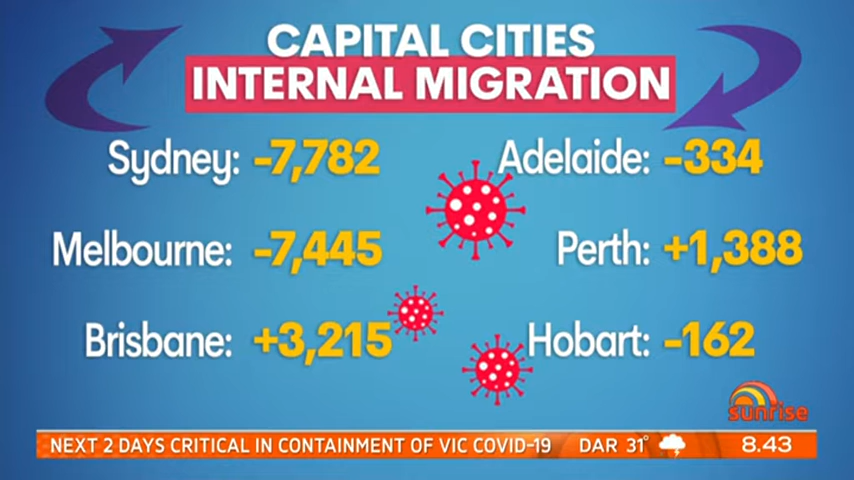 CAPITAL CITIES
INTERNAL MIGRATION
Sydney: -7,782
Melbourne: -7,445
Brisbane: +3,215
Adelaide: -334
Perth: +1,388
Hobart: -162
sunrise
NEXT 2 DAYS CRITICAL IN CONTAINMENT OF VIC COVID-19 DAR 31° 8.43